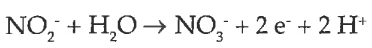 NO₂⁻ + H₂O → NO₃⁻ + 2 e⁻ + 2 H⁺